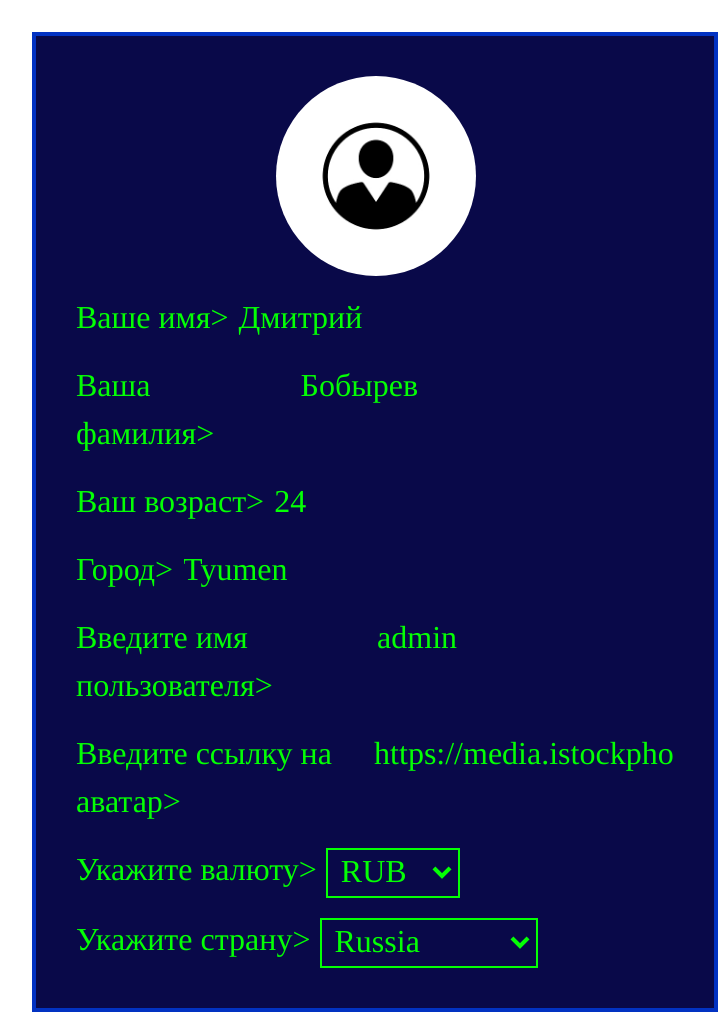 Ваше имя> Дмитрий
Ваша Бобырев
фамилия>
Ваш возраст> 24
Город> Tyumen
Введите имя admin
пользователя>
Введите ссылку на https://media.istockpho
аватар>
Укажите валюту> RUB
Укажите страну> Russia